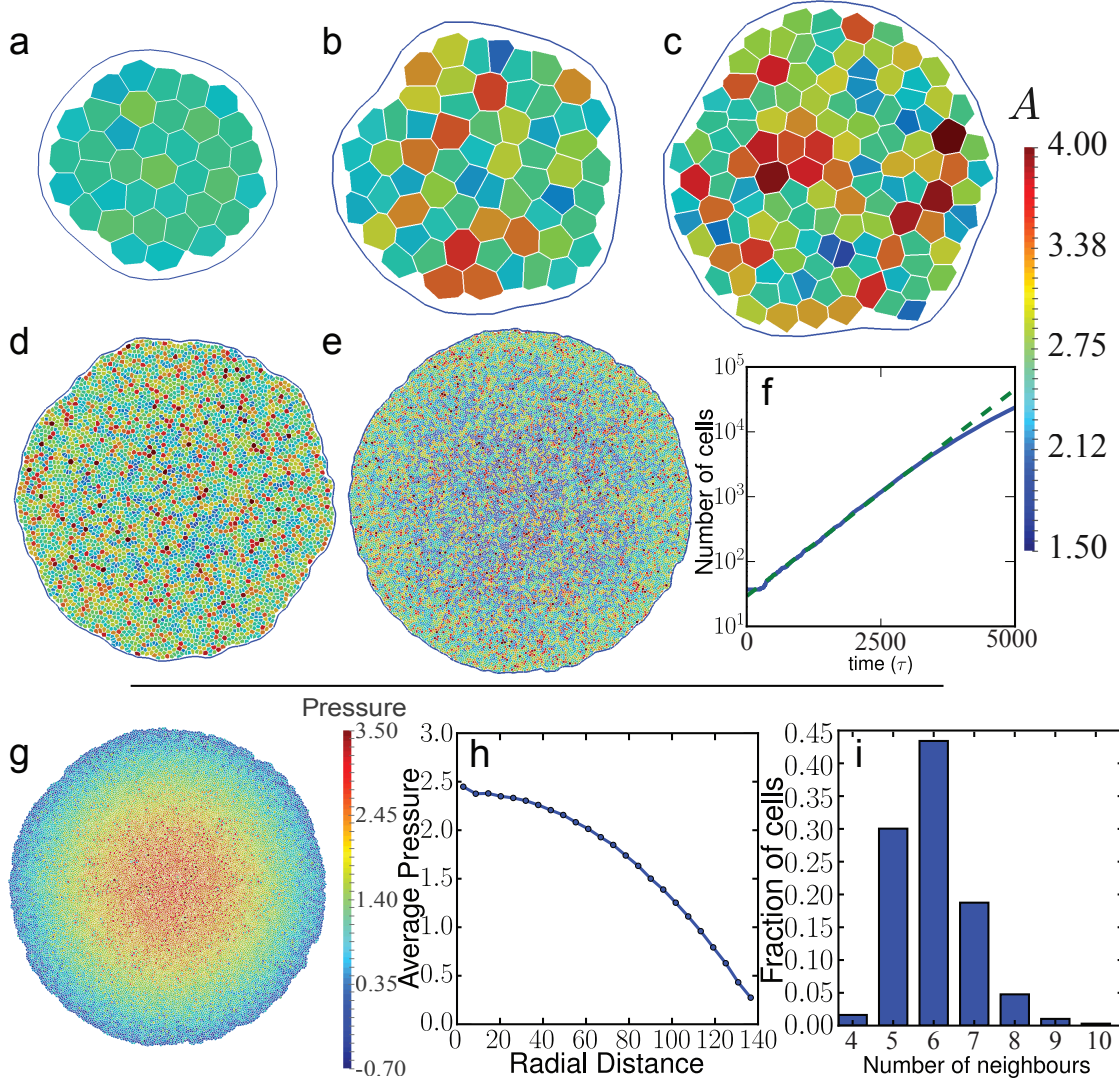 a
b
c
A
4.00
3.38
2.75
2.12
1.50
d
e
f
Number of cells
10^5
10^4
10^3
10^2
10^1
0
2500
5000
time (τ)
g
Pressure
3.50
2.45
1.40
0.35
-0.70
h
Average Pressure
3.0
2.5
2.0
1.5
1.0
0.5
0.0
0 20 40 60 80 100 120 140
Radial Distance
i
Fraction of cells
0.45
0.40
0.35
0.30
0.25
0.20
0.15
0.10
0.05
0.00
4 5 6 7 8 9 10
Number of neighbours